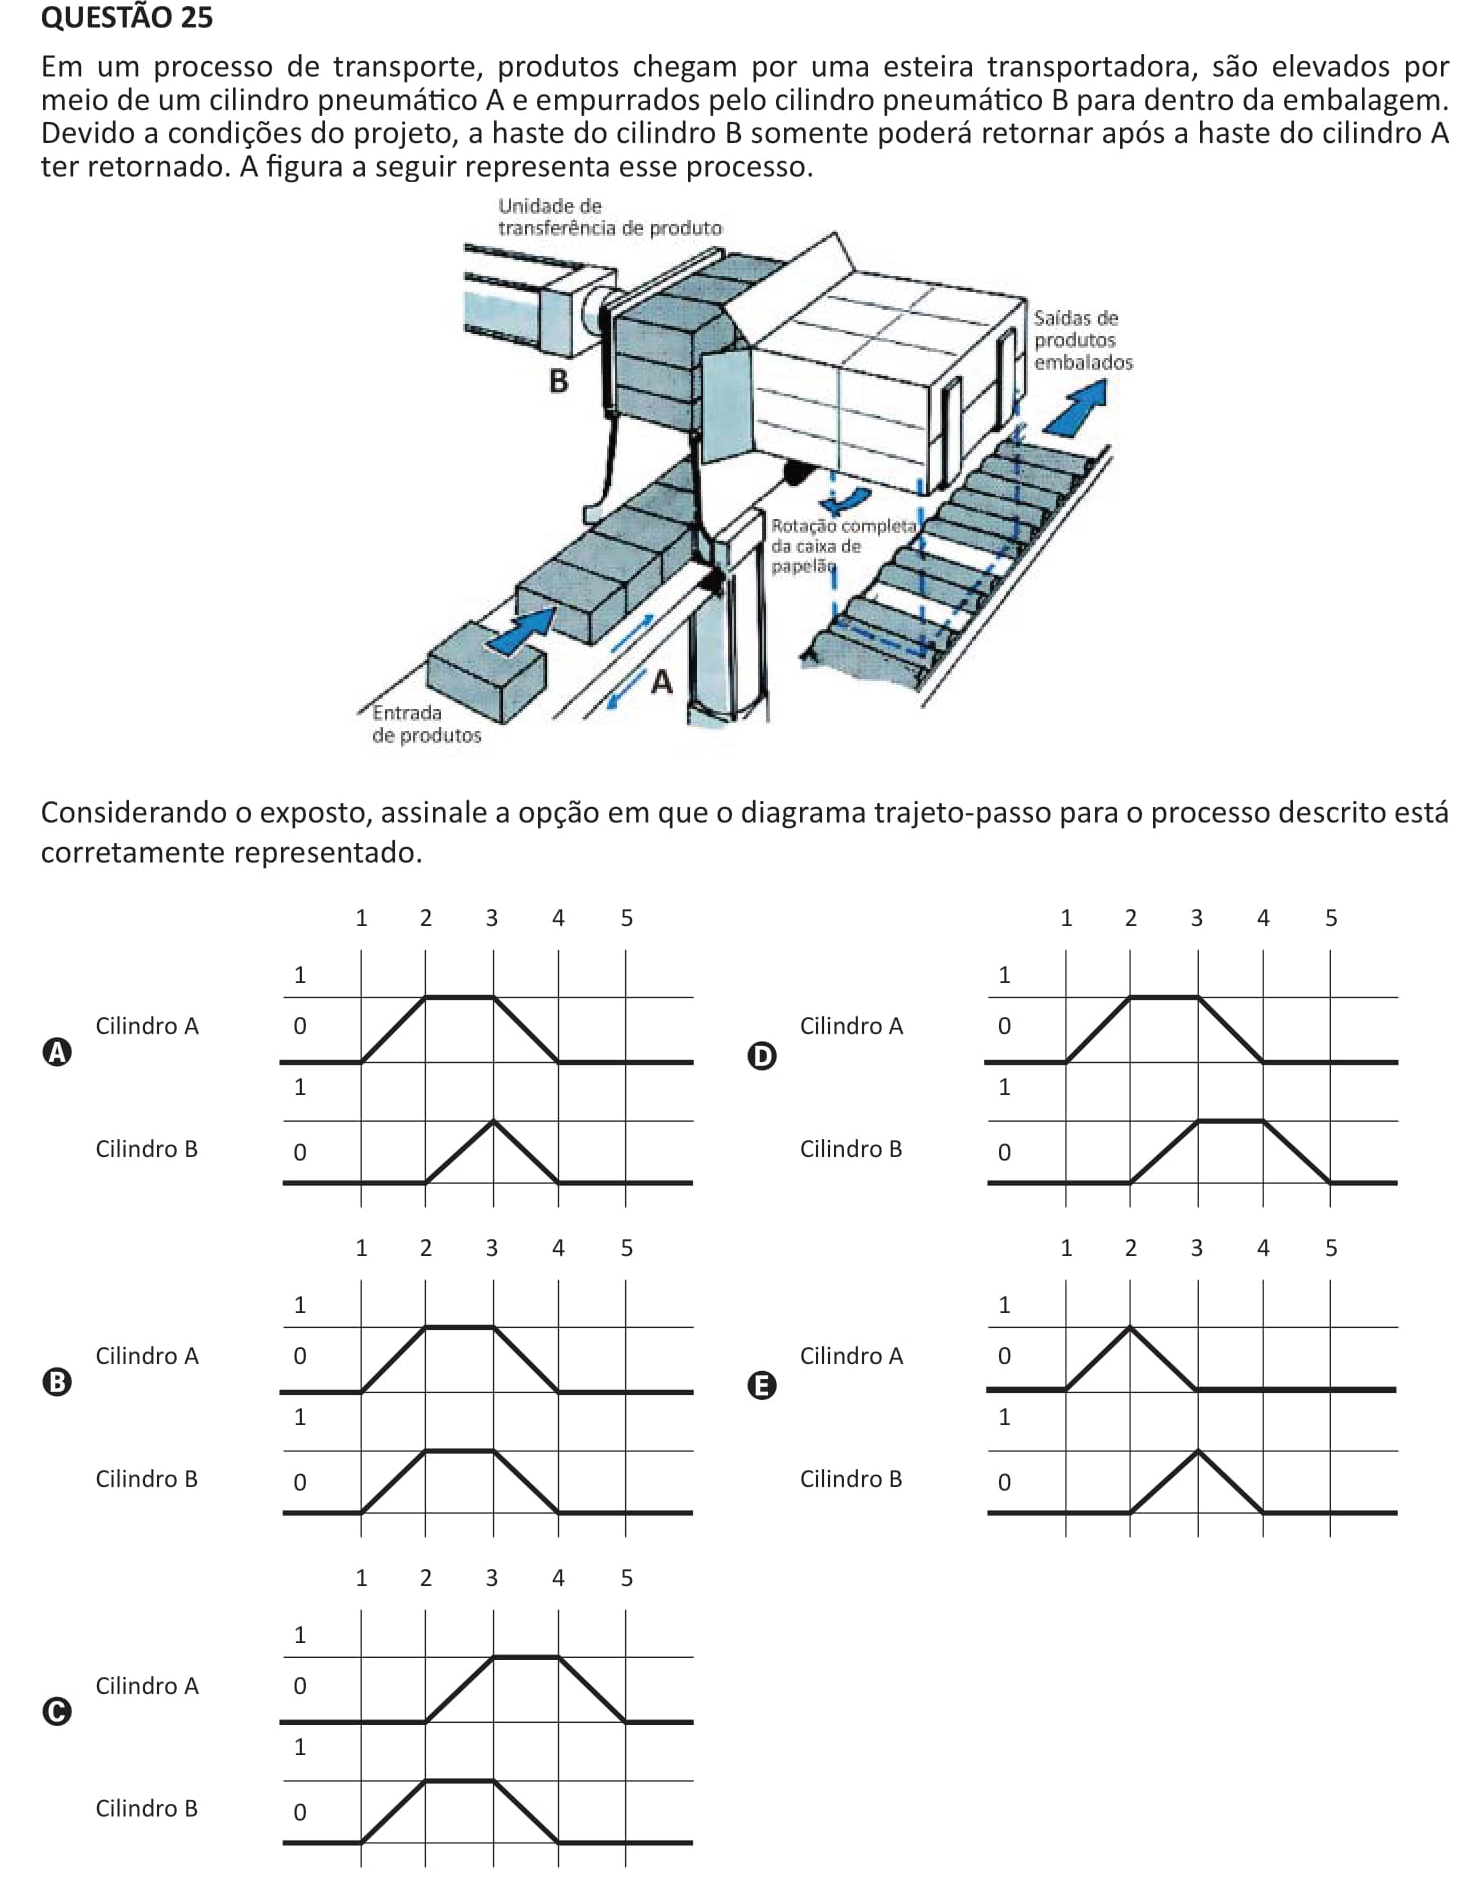 QUESTÃO 25
Em um processo de transporte, produtos chegam por uma esteira transportadora, são elevados por
meio de um cilindro pneumático A e empurrados pelo cilindro pneumático B para dentro da embalagem.
Devido a condições do projeto, a haste do cilindro B somente poderá retornar após a haste do cilindro A
ter retornado. A figura a seguir representa esse processo.
Unidade de
transferência de produto
B
Saídas de
produtos
embalados
Rotação completa
da caixa de
papelão
A
Entrada
de produtos
Considerando o exposto, assinale a opção em que o diagrama trajeto-passo para o processo descrito está
corretamente representado.
A
1 2 3 4 5
1
Cilindro A 0
1
Cilindro B 0
B
1 2 3 4 5
1
Cilindro A 0
1
Cilindro B 0
C
1 2 3 4 5
1
Cilindro A 0
1
Cilindro B 0
D
1 2 3 4 5
1
Cilindro A 0
1
Cilindro B 0
E
1 2 3 4 5
1
Cilindro A 0
1
Cilindro B 0